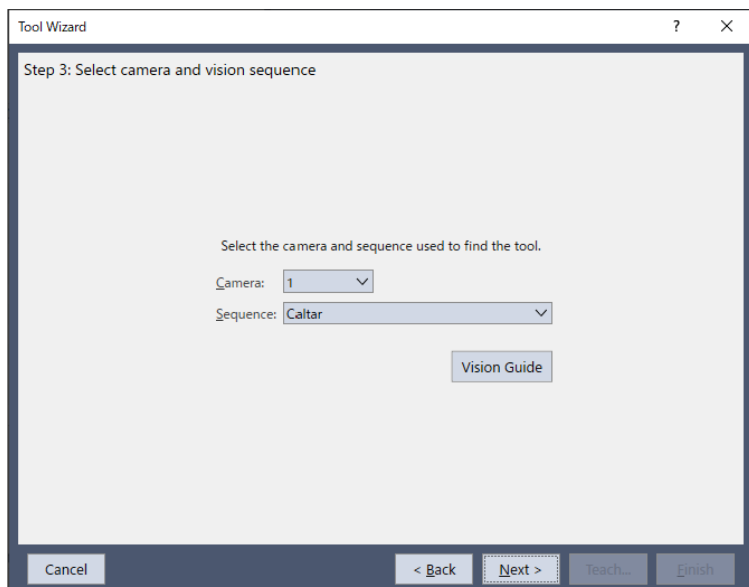 Tool Wizard ? ×
Step 3: Select camera and vision sequence
Select the camera and sequence used to find the tool.
Camera: 1
Sequence: Caltar
Vision Guide
Cancel < Back Next > Teach... Finish